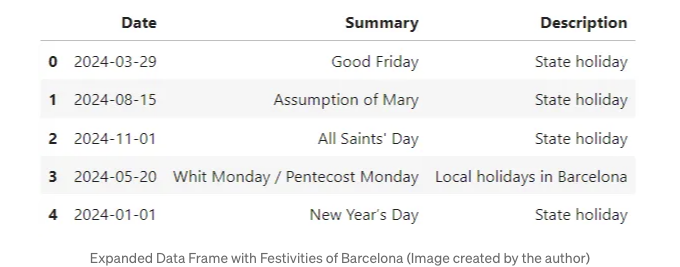 Date Summary Description
0 2024-03-29 Good Friday State holiday
1 2024-08-15 Assumption of Mary State holiday
2 2024-11-01 All Saints' Day State holiday
3 2024-05-20 Whit Monday / Pentecost Monday Local holidays in Barcelona
4 2024-01-01 New Year's Day State holiday
Expanded Data Frame with Festivities of Barcelona (Image created by the author)